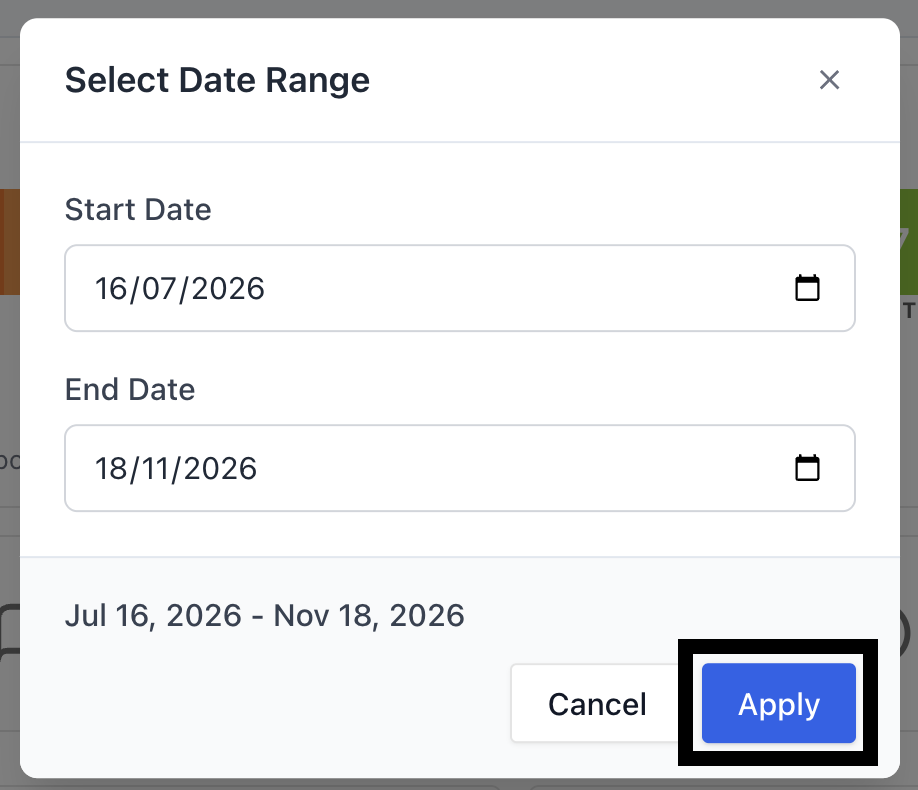 Select Date Range
Start Date
16/07/2026
End Date
18/11/2026
Jul 16, 2026 - Nov 18, 2026
Cancel
Apply